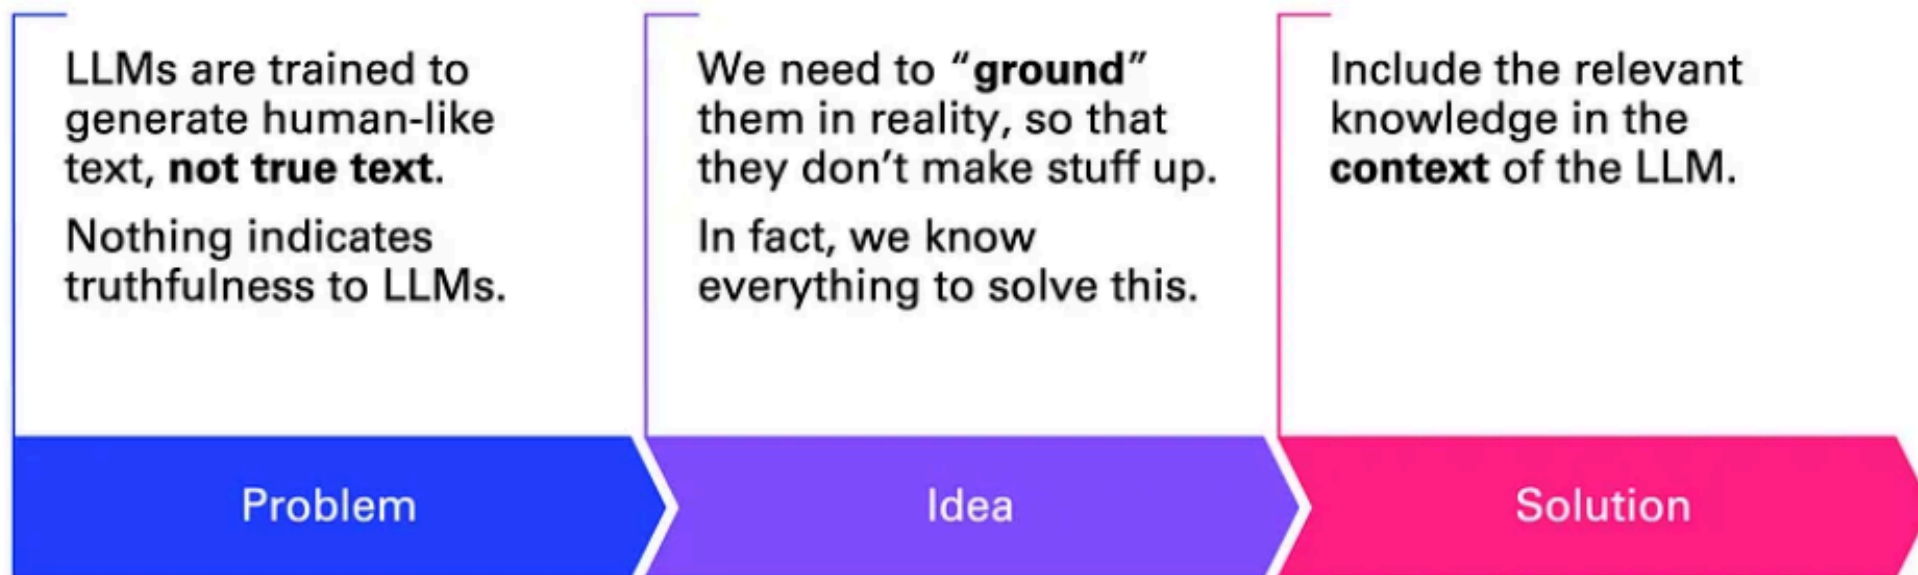 LLMs are trained to
generate human-like
text, not true text.
Nothing indicates
truthfulness to LLMs.
Problem
We need to “ground”
them in reality, so that
they don’t make stuff up.
In fact, we know
everything to solve this.
Idea
Include the relevant
knowledge in the
context of the LLM.
Solution